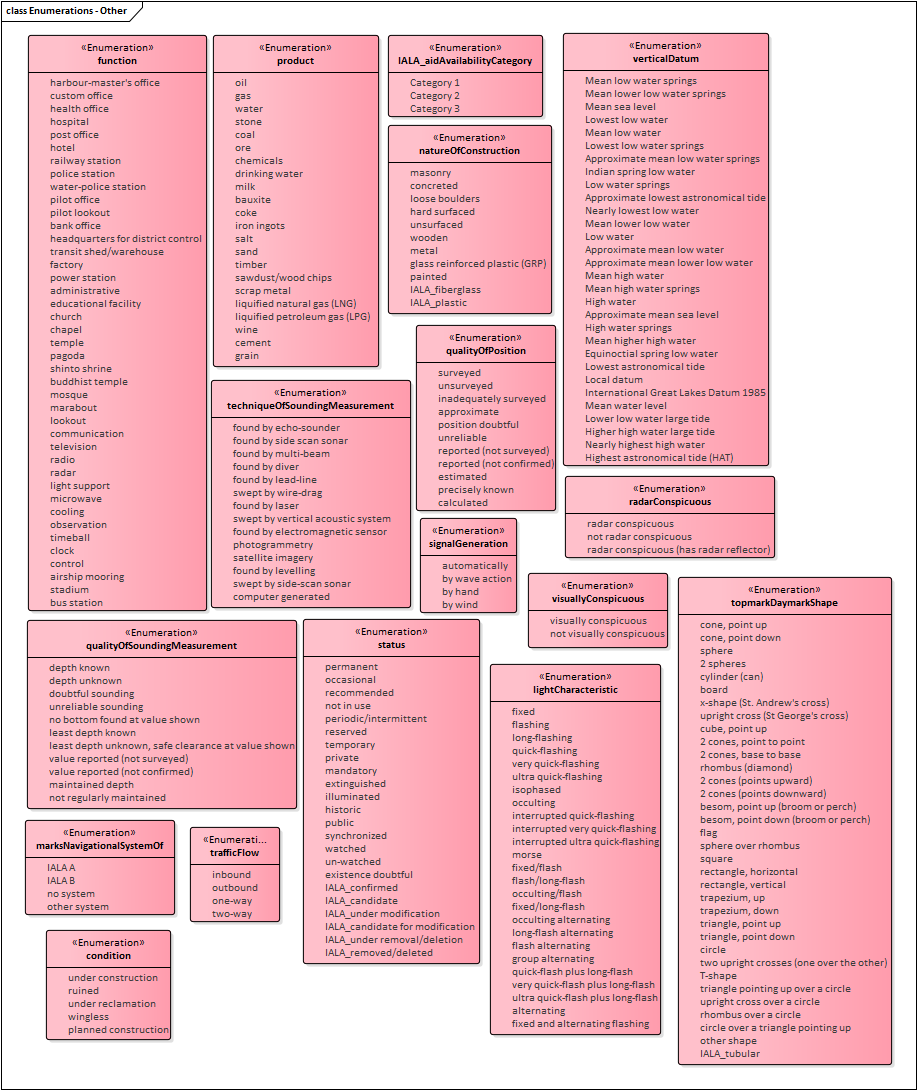 class Enumerations - Other
«Enumeration»
function
harbour-master's office
custom office
health office
hospital
post office
hotel
railway station
police station
water-police station
pilot office
pilot lookout
bank office
headquarters for district control
transit shed/warehouse
factory
power station
administrative
educational facility
church
chapel
temple
pagoda
shinto shrine
buddhist temple
mosque
marabout
lookout
communication
television
radio
radar
light support
microwave
cooling
observation
timeball
clock
control
airship mooring
stadium
bus station
«Enumeration»
product
oil
gas
water
stone
coal
ore
chemicals
drinking water
milk
bauxite
coke
iron ingots
salt
sand
timber
sawdust/wood chips
scrap metal
liquified natural gas (LNG)
liquified petroleum gas (LPG)
wine
cement
grain
«Enumeration»
IALA_aidAvailabilityCategory
Category 1
Category 2
Category 3
«Enumeration»
natureOfConstruction
masonry
concreted
loose boulders
hard surfaced
unsurfaced
wooden
metal
glass reinforced plastic (GRP)
painted
IALA_fiberglass
IALA_plastic
«Enumeration»
verticalDatum
Mean low water springs
Mean lower low water springs
Mean sea level
Lowest low water
Mean low water
Lowest low water springs
Approximate mean low water springs
Indian spring low water
Low water springs
Approximate lowest astronomical tide
Nearly lowest low water
Mean lower low water
Low water
Approximate mean low water
Approximate mean lower low water
Mean high water
Mean high water springs
High water
Approximate mean sea level
High water springs
Mean higher high water
Equinoctial spring low water
Lowest astronomical tide
Local datum
International Great Lakes Datum 1985
Mean water level
Lower low water large tide
Higher high water large tide
Nearly highest high water
Highest astronomical tide (HAT)
«Enumeration»
qualityOfPosition
surveyed
unsurveyed
inadequately surveyed
approximate
position doubtful
unreliable
reported (not surveyed)
reported (not confirmed)
estimated
precisely known
calculated
«Enumeration»
techniqueOfSoundingMeasurement
found by echo-sounder
found by side scan sonar
found by multi-beam
found by diver
found by lead-line
swept by wire-drag
found by laser
swept by vertical acoustic system
found by electromagnetic sensor
photogrammetry
satellite imagery
found by levelling
swept by side-scan sonar
computer generated
«Enumeration»
radarConspicuous
radar conspicuous
not radar conspicuous
radar conspicuous (has radar reflector)
«Enumeration»
signalGeneration
automatically
by wave action
by hand
by wind
«Enumeration»
visuallyConspicuous
visually conspicuous
not visually conspicuous
«Enumeration»
topmarkDaymarkShape
cone, point up
cone, point down
sphere
2 spheres
cylinder (can)
board
x-shape (St. Andrew's cross)
upright cross (St George's cross)
cube, point up
2 cones, point to point
2 cones, base to base
rhombus (diamond)
2 cones (points upward)
2 cones (points downward)
besom, point up (broom or perch)
besom, point down (broom or perch)
flag
sphere over rhombus
square
rectangle, horizontal
rectangle, vertical
trapezium, up
trapezium, down
triangle, point up
triangle, point down
circle
two upright crosses (one over the other)
T-shape
triangle pointing up over a circle
upright cross over a circle
rhombus over a circle
circle over a triangle pointing up
other shape
IALA_tubular
«Enumeration»
qualityOfSoundingMeasurement
depth known
depth unknown
doubtful sounding
unreliable sounding
no bottom found at value shown
least depth known
least depth unknown, safe clearance at value shown
value reported (not surveyed)
value reported (not confirmed)
maintained depth
not regularly maintained
«Enumeration»
status
permanent
occasional
recommended
not in use
periodic/intermittent
reserved
temporary
private
mandatory
extinguished
illuminated
historic
public
synchronized
watched
un-watched
existence doubtful
IALA_confirmed
IALA_candidate
IALA_under modification
IALA_candidate for modification
IALA_under removal/deletion
IALA_removed/deleted
«Enumeration»
lightCharacteristic
fixed
flashing
long-flashing
quick-flashing
very quick-flashing
ultra quick-flashing
isophased
occulting
interrupted quick-flashing
interrupted very quick-flashing
interrupted ultra quick-flashing
morse
fixed/flash
flash/long-flash
occulting/flash
fixed/long-flash
occulting alternating
long-flash alternating
flash alternating
group alternating
quick-flash plus long-flash
very quick-flash plus long-flash
ultra quick-flash plus long-flash
alternating
fixed and alternating flashing
«Enumeration»
marksNavigationalSystemOf
IALA A
IALA B
no system
other system
«Enumerati...
trafficFlow
inbound
outbound
one-way
two-way
«Enumeration»
condition
under construction
ruined
under reclamation
wingless
planned construction